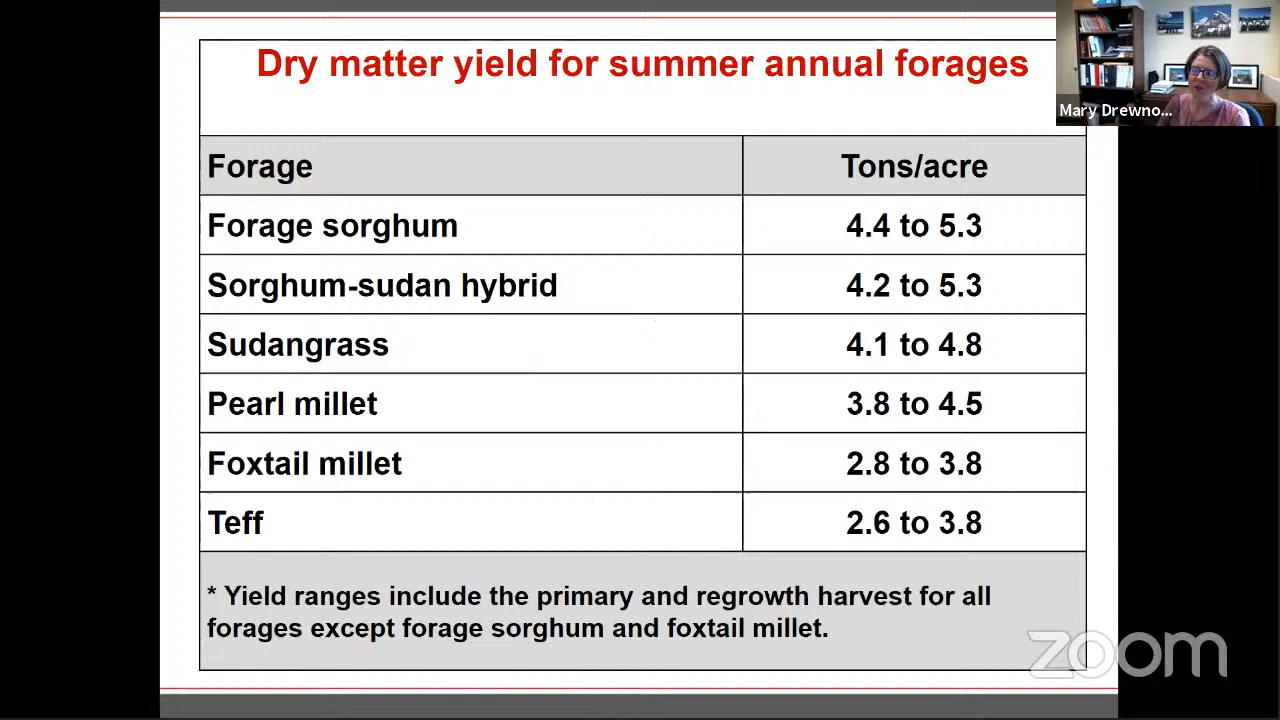 Dry matter yield for summer annual forages
Mary Drewno...
Forage Tons/acre
Forage sorghum 4.4 to 5.3
Sorghum-sudan hybrid 4.2 to 5.3
Sudangrass 4.1 to 4.8
Pearl millet 3.8 to 4.5
Foxtail millet 2.8 to 3.8
Teff 2.6 to 3.8
* Yield ranges include the primary and regrowth harvest for all
forages except forage sorghum and foxtail millet.
zoom